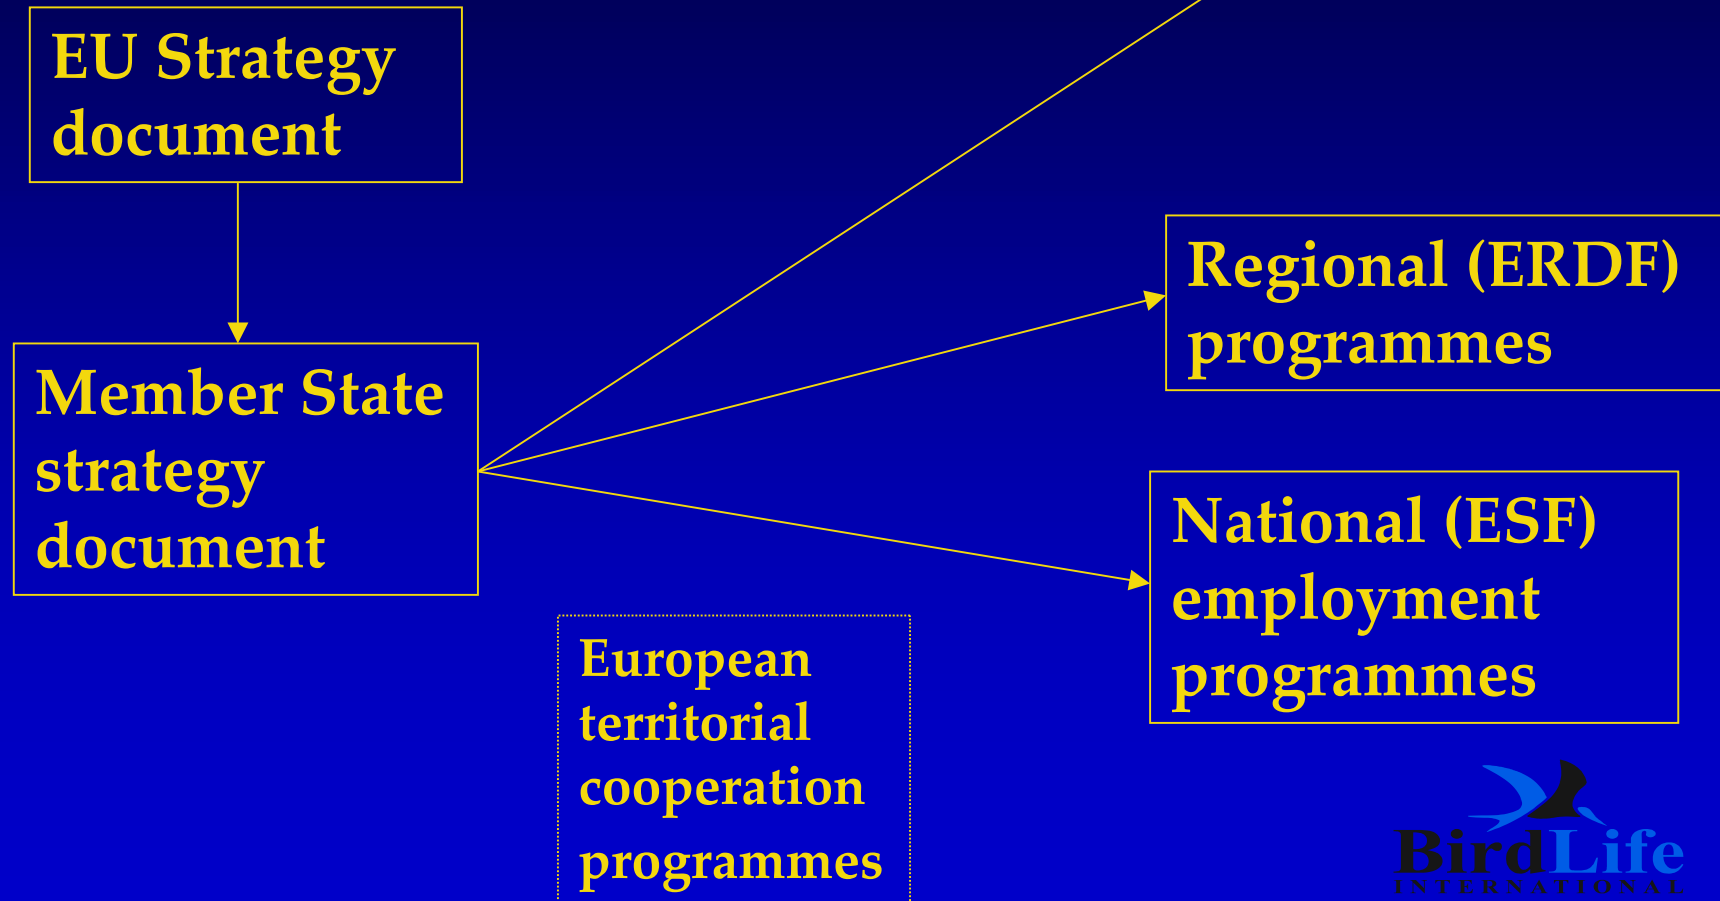 EU Strategy
document
Regional (ERDF)
programmes
Member State
strategy
document
National (ESF)
employment
programmes
European
territorial
cooperation
programmes
BirdLife
INTERNATIONAL